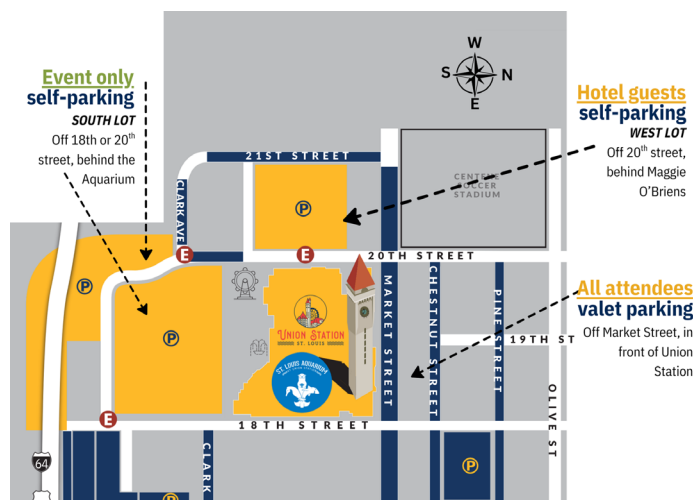 W
S
N
E
Event only
self-parking
SOUTH LOT
Off 18th or 20th
street, behind the
Aquarium
Hotel guests
self-parking
WEST LOT
Off 20th street,
behind Maggie
O'Briens
21ST STREET
CENTENE
SOCCER
STADIUM
CLARK AVE
P
E
E
20TH STREET
P
P
All attendees
valet parking
Off Market Street, in
front of Union
Station
MARKET STREET
CHESTNUT STREET
PINE STREET
19TH ST
OLIVE ST
UNION STATION
ST. LOUIS
ST LOUIS AQUARIUM
E
18TH STREET
CLARK
64
P
P